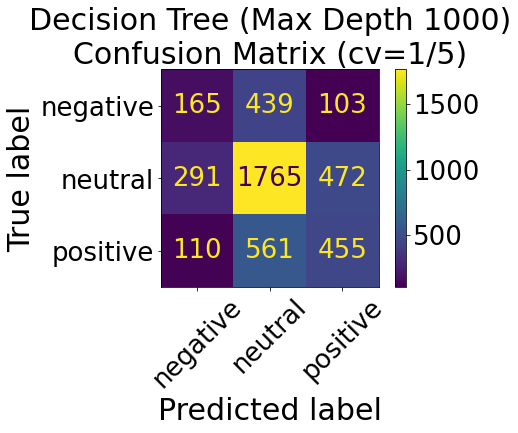 Decision Tree (Max Depth 1000)
Confusion Matrix (cv=1/5)
True label
negative 165 439 103
neutral 291 1765 472
positive 110 561 455
negative neutral positive
Predicted label
1500
1000
500